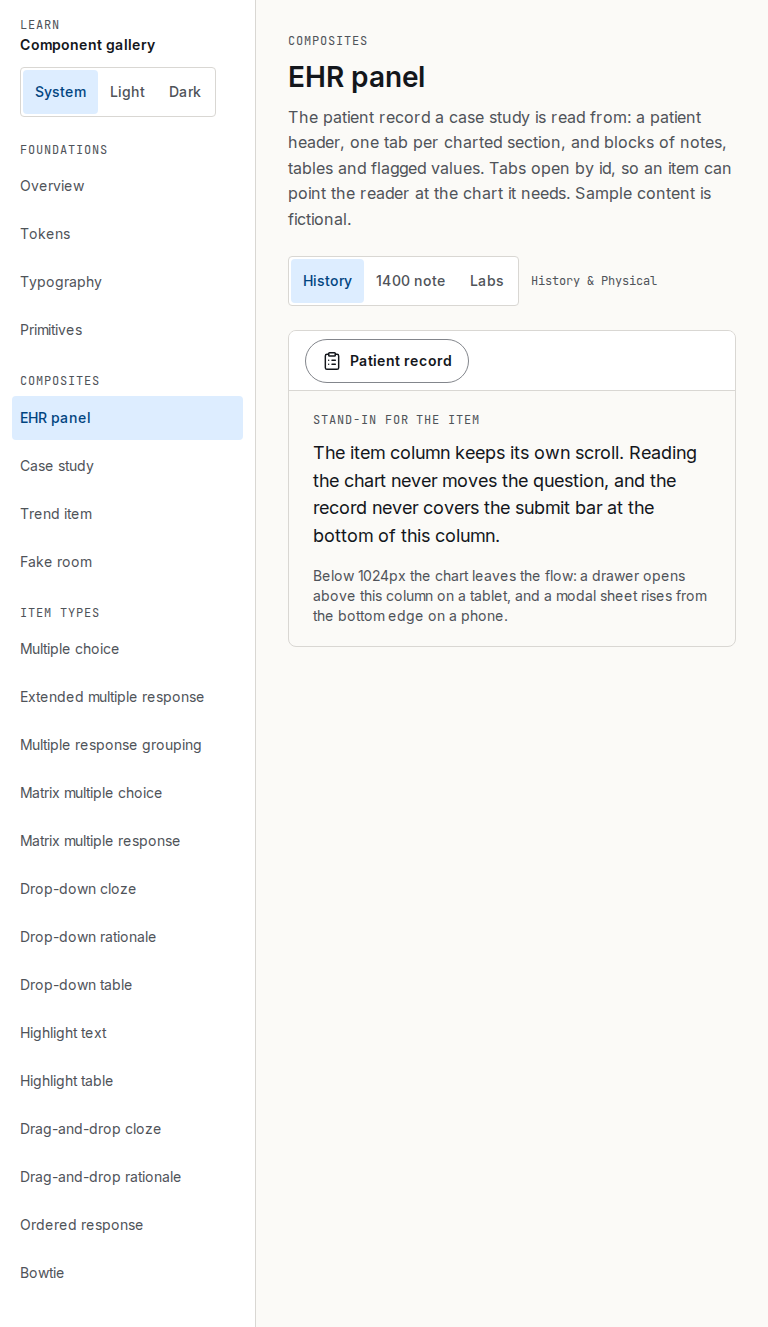 LEARN
Component gallery
System Light Dark
FOUNDATIONS
Overview
Tokens
Typography
Primitives
COMPOSITES
EHR panel
Case study
Trend item
Fake room
ITEM TYPES
Multiple choice
Extended multiple response
Multiple response grouping
Matrix multiple choice
Matrix multiple response
Drop-down cloze
Drop-down rationale
Drop-down table
Highlight text
Highlight table
Drag-and-drop cloze
Drag-and-drop rationale
Ordered response
Bowtie
COMPOSITES
EHR panel
The patient record a case study is read from: a patient
header, one tab per charted section, and blocks of notes,
tables and flagged values. Tabs open by id, so an item can
point the reader at the chart it needs. Sample content is
fictional.
History 1400 note Labs History & Physical
Patient record
STAND-IN FOR THE ITEM
The item column keeps its own scroll. Reading
the chart never moves the question, and the
record never covers the submit bar at the
bottom of this column.
Below 1024px the chart leaves the flow: a drawer opens
above this column on a tablet, and a modal sheet rises from
the bottom edge on a phone.